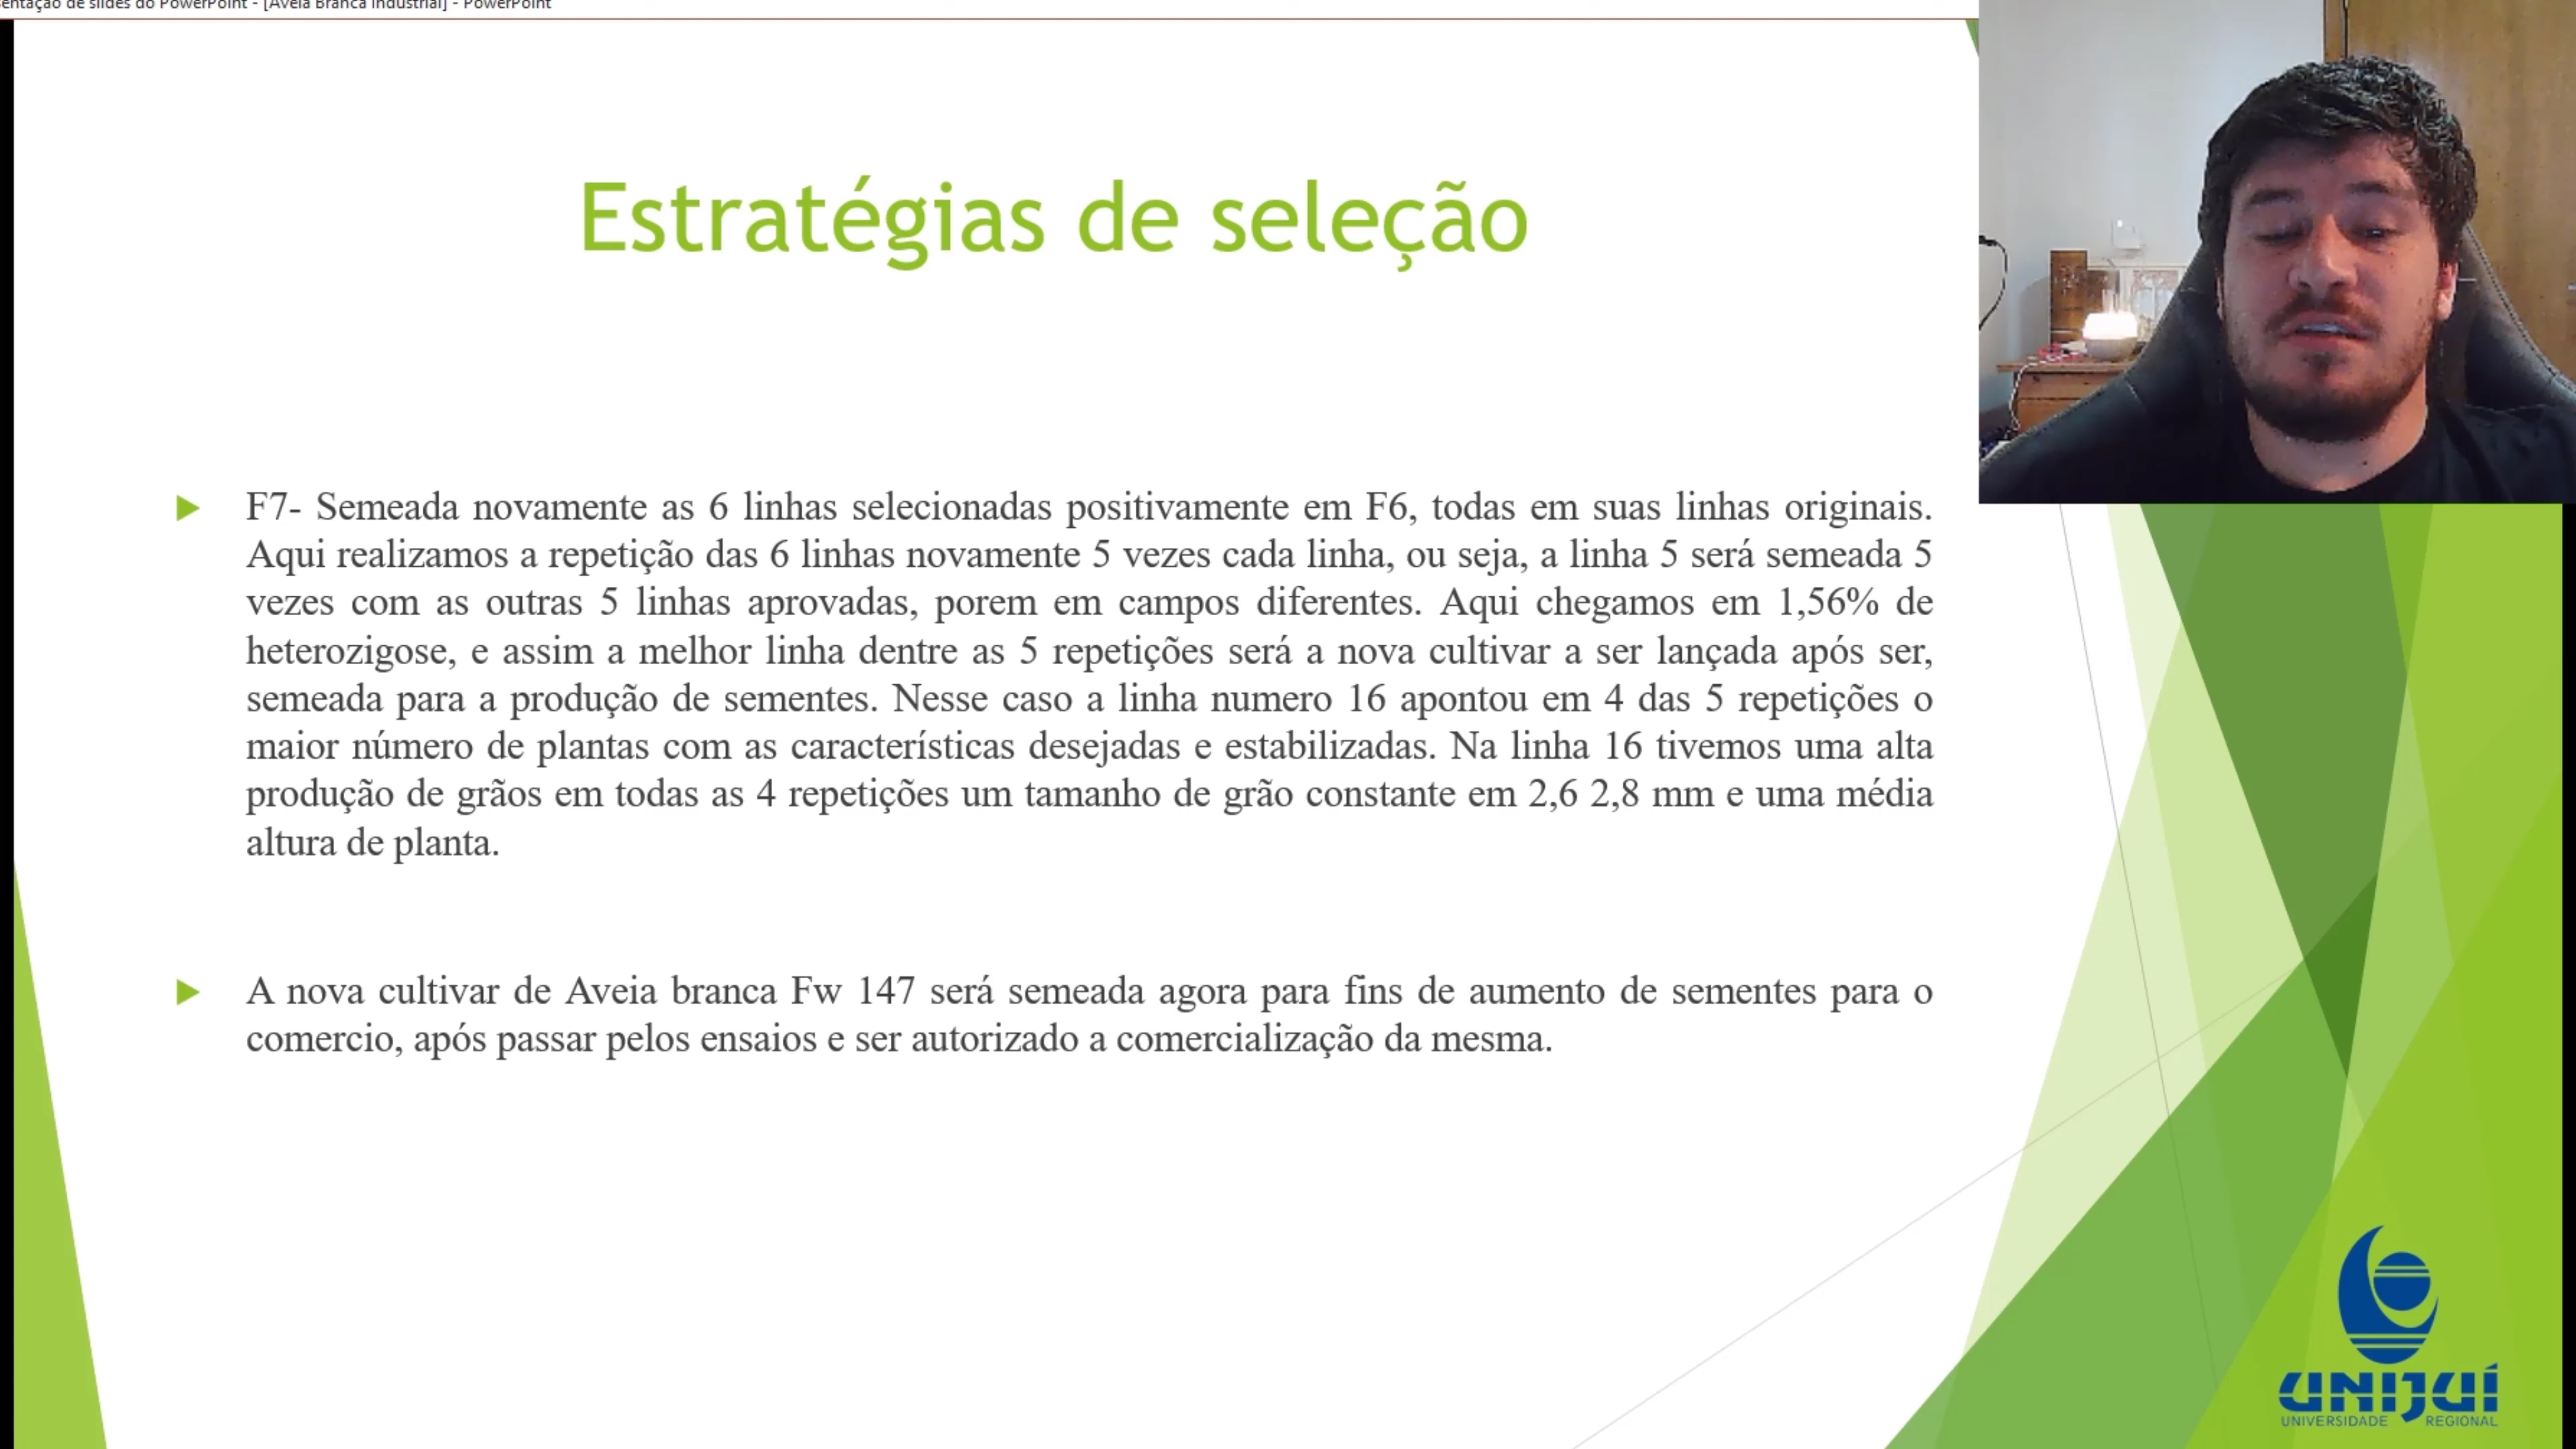 sentação de slides do PowerPoint - [Aveia Branca Industrial] - PowerPoint
Estratégias de seleção
F7- Semeada novamente as 6 linhas selecionadas positivamente em F6, todas em suas linhas originais.
Aqui realizamos a repetição das 6 linhas novamente 5 vezes cada linha, ou seja, a linha 5 será semeada 5
vezes com as outras 5 linhas aprovadas, porem em campos diferentes. Aqui chegamos em 1,56% de
heterozigose, e assim a melhor linha dentre as 5 repetições será a nova cultivar a ser lançada após ser,
semeada para a produção de sementes. Nesse caso a linha numero 16 apontou em 4 das 5 repetições o
maior número de plantas com as características desejadas e estabilizadas. Na linha 16 tivemos uma alta
produção de grãos em todas as 4 repetições um tamanho de grão constante em 2,6 2,8 mm e uma média
altura de planta.
A nova cultivar de Aveia branca Fw 147 será semeada agora para fins de aumento de sementes para o
comercio, após passar pelos ensaios e ser autorizado a comercialização da mesma.
UNIJUÍ
UNIVERSIDADE REGIONAL